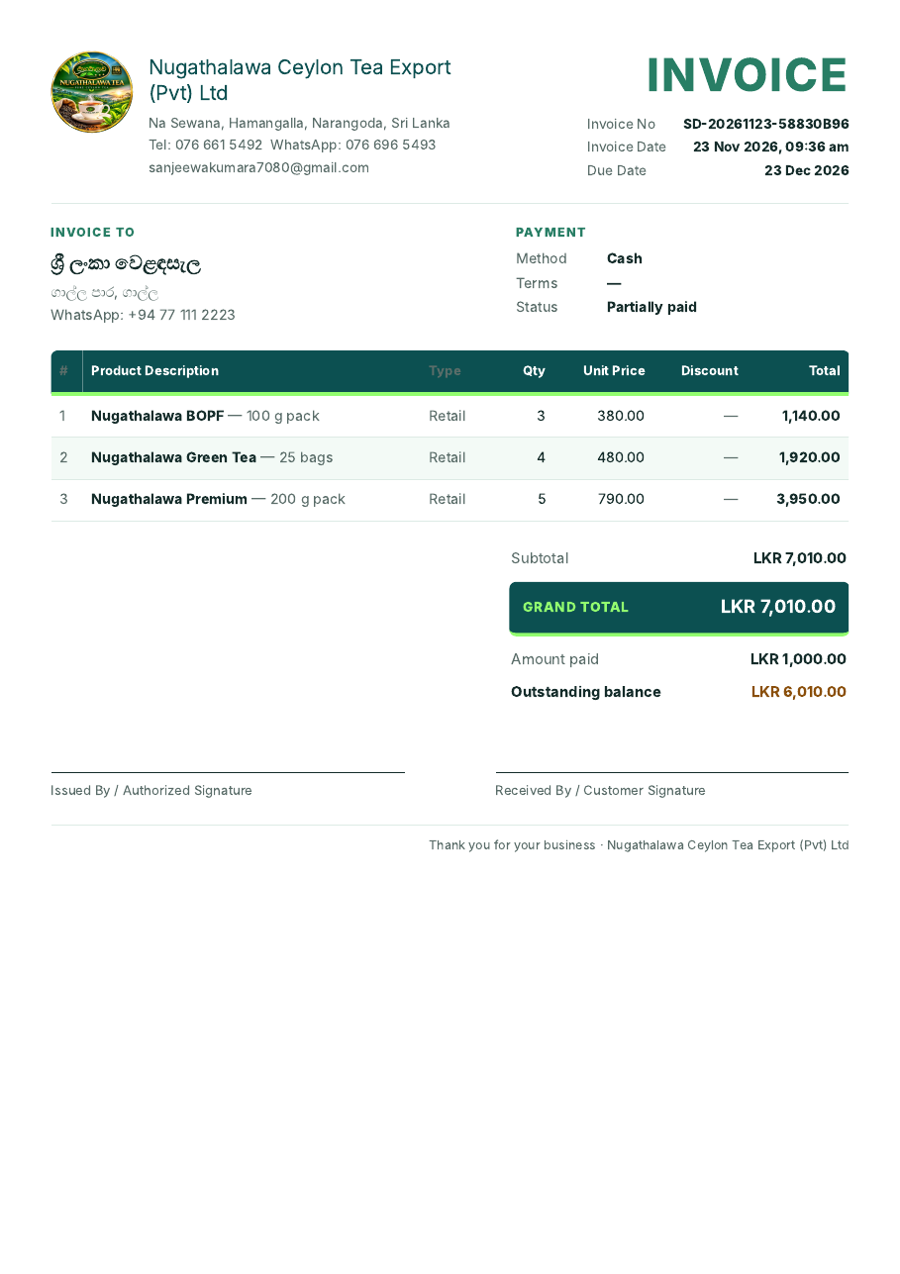 NUGATHALAWA TEA
Nugathalawa Ceylon Tea Export
(Pvt) Ltd
Na Sewana, Hamangalla, Narangoda, Sri Lanka
Tel: 076 661 5492 WhatsApp: 076 696 5493
sanjeewakumara7080@gmail.com
INVOICE
Invoice No SD-20261123-58830B96
Invoice Date 23 Nov 2026, 09:36 am
Due Date 23 Dec 2026
INVOICE TO
ශ්‍රී ලංකා වෙළඳසැල
ගාල්ල පාර, ගාල්ල
WhatsApp: +94 77 111 2223
PAYMENT
Method Cash
Terms —
Status Partially paid
# Product Description Type Qty Unit Price Discount Total
1 Nugathalawa BOPF — 100 g pack Retail 3 380.00 — 1,140.00
2 Nugathalawa Green Tea — 25 bags Retail 4 480.00 — 1,920.00
3 Nugathalawa Premium — 200 g pack Retail 5 790.00 — 3,950.00
Subtotal LKR 7,010.00
GRAND TOTAL LKR 7,010.00
Amount paid LKR 1,000.00
Outstanding balance LKR 6,010.00
Issued By / Authorized Signature
Received By / Customer Signature
Thank you for your business · Nugathalawa Ceylon Tea Export (Pvt) Ltd